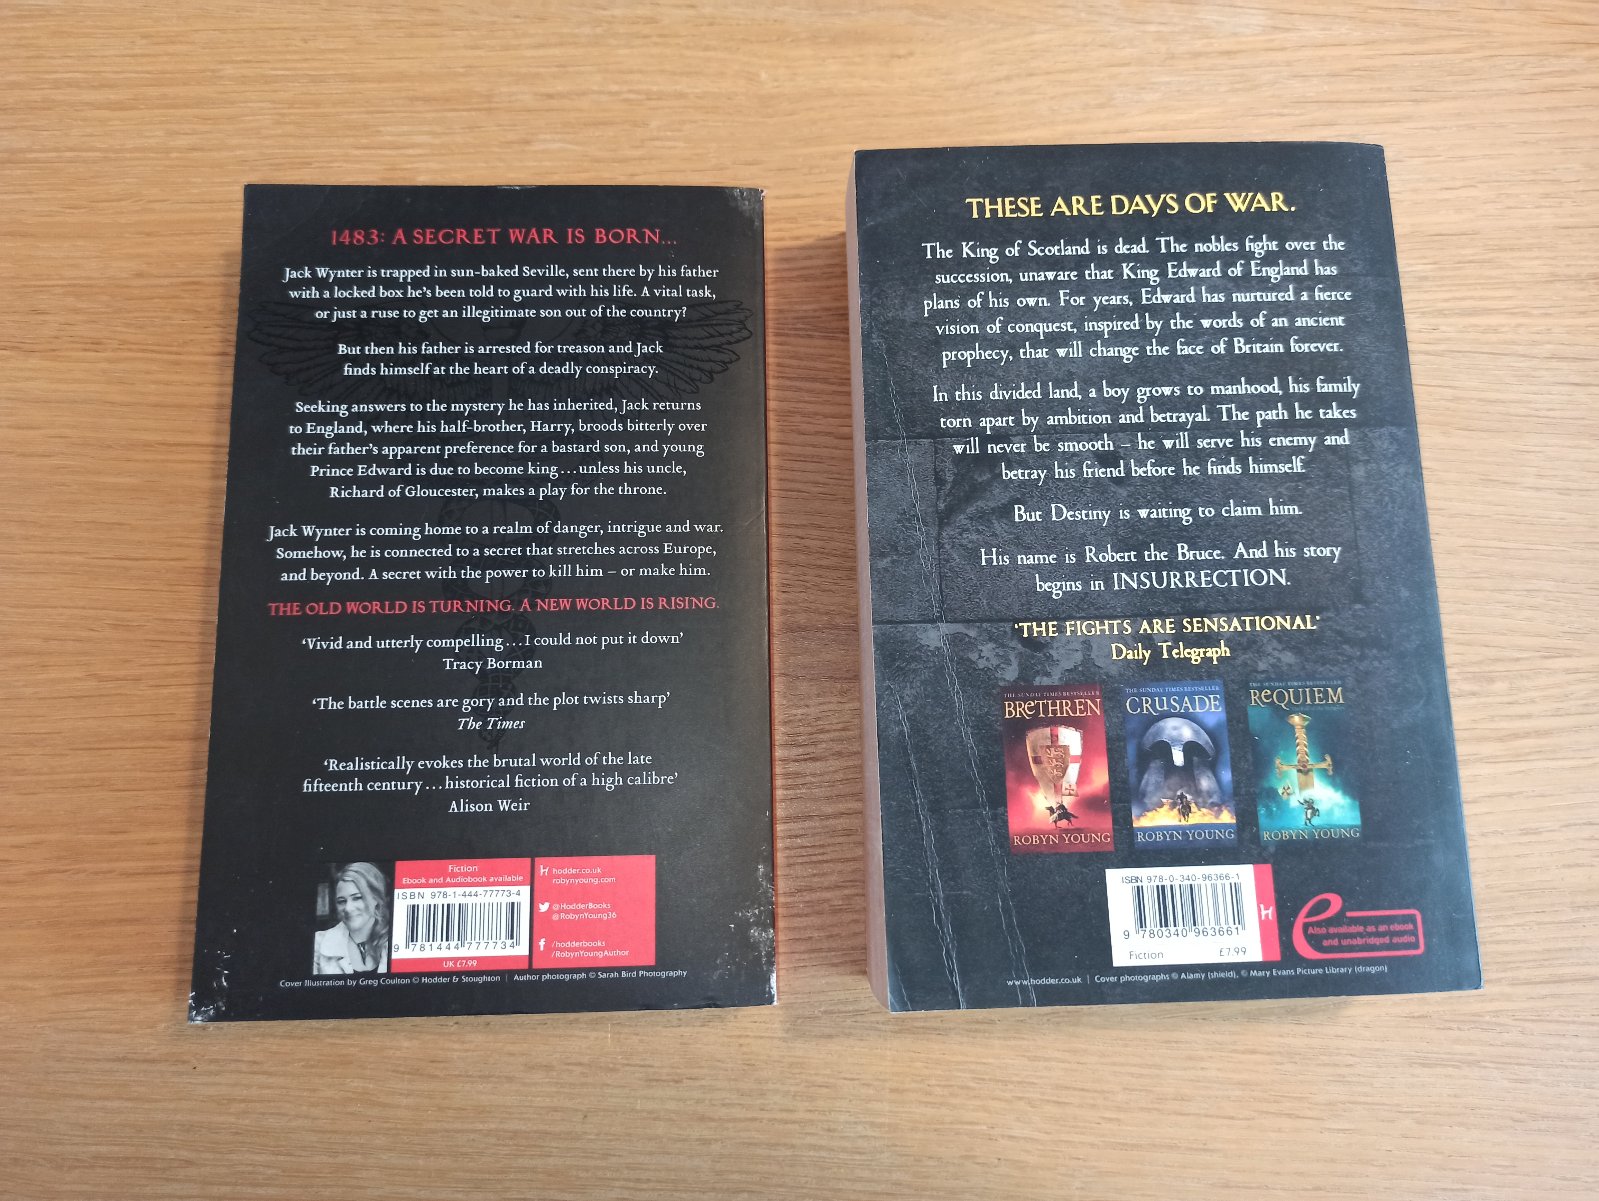 1483: A SECRET WAR IS BORN...
Jack Wynter is trapped in sun-baked Seville, sent there by his father
with a locked box he's been told to guard with his life. A vital task,
or just a ruse to get an illegitimate son out of the country?
But then his father is arrested for treason and Jack
finds himself at the heart of a deadly conspiracy.
Seeking answers to the mystery he has inherited, Jack returns
to England, where his half-brother, Harry, broods bitterly over
their father's apparent preference for a bastard son, and young
Prince Edward is due to become king...unless his uncle,
Richard of Gloucester, makes a play for the throne.
Jack Wynter is coming home to a realm of danger, intrigue and war.
Somehow, he is connected to a secret that stretches across Europe,
and beyond. A secret with the power to kill him – or make him.
THE OLD WORLD IS TURNING. A NEW WORLD IS RISING.
'Vivid and utterly compelling...I could not put it down'
Tracy Borman
'The battle scenes are gory and the plot twists sharp'
The Times
'Realistically evokes the brutal world of the late
fifteenth century...historical fiction of a high calibre'
Alison Weir
Fiction
Ebook and Audiobook available
ISBN 978-1-444-77773-4
9 781444 777734
UK £7.99
hodder.co.uk
robynyoung.com
@HodderBooks
@RobynYoung36
/hodderbooks
/RobynYoungAuthor
Cover Illustration by Greg Coulton © Hodder & Stoughton | Author photograph © Sarah Bird Photography
THESE ARE DAYS OF WAR.
The King of Scotland is dead. The nobles fight over the
succession, unaware that King Edward of England has
plans of his own. For years, Edward has nurtured a fierce
vision of conquest, inspired by the words of an ancient
prophecy, that will change the face of Britain forever.
In this divided land, a boy grows to manhood, his family
torn apart by ambition and betrayal. The path he takes
will never be smooth – he will serve his enemy and
betray his friend before he finds himself.
But Destiny is waiting to claim him.
His name is Robert the Bruce. And his story
begins in INSURRECTION.
'THE FIGHTS ARE SENSATIONAL'
Daily Telegraph
THE SUNDAY TIMES BESTSELLER
BRETHREN
ROBYN YOUNG
THE SUNDAY TIMES BESTSELLER
CRUSADE
ROBYN YOUNG
THE SUNDAY TIMES BESTSELLER
REQUIEM
ROBYN YOUNG
ISBN 978-0-340-96366-1
9 780340 963661
Fiction £7.99
Also available as an ebook
and unabridged audio
www.hodder.co.uk | Cover photographs © Alamy (shield), © Mary Evans Picture Library (dragon)